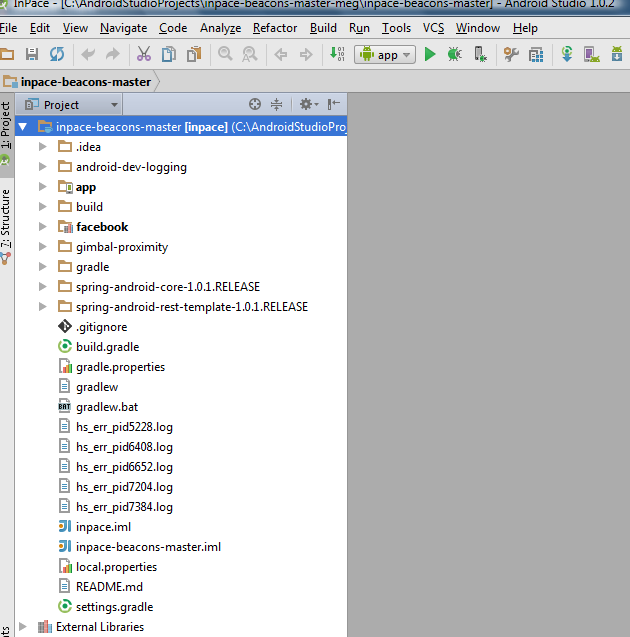 InPace - [C:\AndroidStudioProjects\inpace-beacons-master-meg\inpace-beacons-master] - Android Studio 1.0.2
File Edit View Navigate Code Analyze Refactor Build Run Tools VCS Window Help
app
inpace-beacons-master
1: Project
Project
inpace-beacons-master [inpace] (C:\AndroidStudioProj
.idea
android-dev-logging
app
build
facebook
gimbal-proximity
gradle
7: Structure
spring-android-core-1.0.1.RELEASE
spring-android-rest-template-1.0.1.RELEASE
.gitignore
build.gradle
gradle.properties
gradlew
BAT gradlew.bat
hs_err_pid5228.log
hs_err_pid6408.log
hs_err_pid6652.log
hs_err_pid7204.log
hs_err_pid7384.log
inpace.iml
inpace-beacons-master.iml
local.properties
README.md
settings.gradle
External Libraries